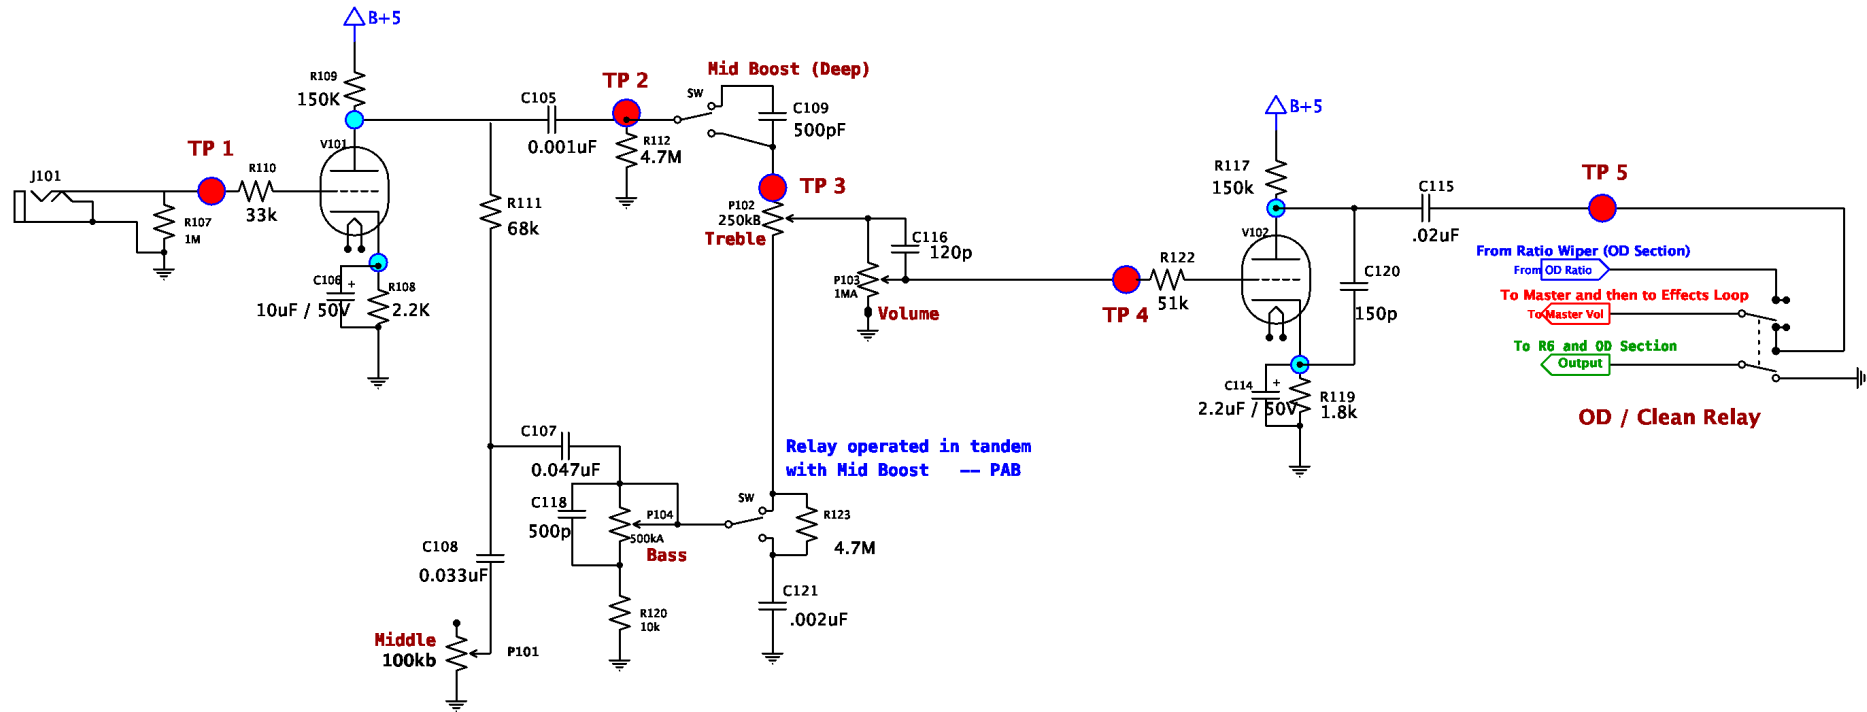 B+5
R109
150K
V101
TP 1
J101
R110
33k
R107
1M
C106
+
10uF / 50V
R108
2.2K
C105
0.001uF
TP 2
R112
4.7M
Mid Boost (Deep)
SW
C109
500pF
TP 3
P102
250kB
Treble
R111
68k
C116
120p
P103
1MA
Volume
TP 4
R122
51k
B+5
R117
150k
V102
C115
.02uF
TP 5
C120
150p
C114
+
2.2uF / 50V
R119
1.8k
From Ratio Wiper (OD Section)
From OD Ratio
To Master and then to Effects Loop
To Master Vol
To R6 and OD Section
Output
OD / Clean Relay
C107
0.047uF
C118
500p
P104
500kA
Bass
Relay operated in tandem
with Mid Boost -- PAB
SW
R123
4.7M
C108
0.033uF
C121
.002uF
R120
10k
Middle
100kb
P101